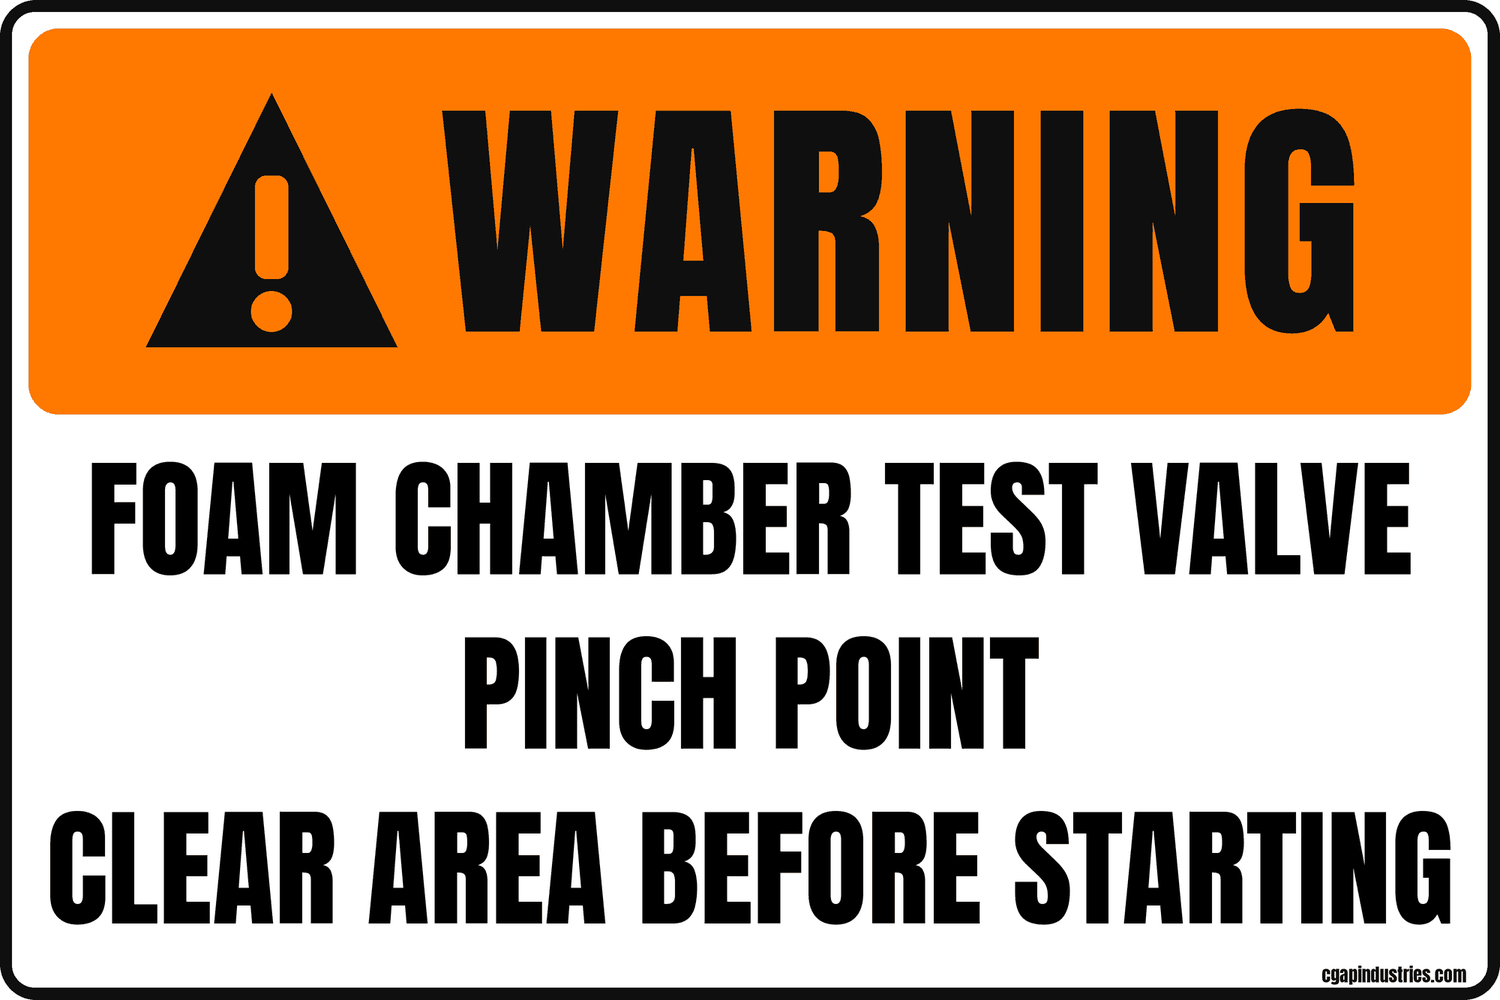 WARNING
FOAM CHAMBER TEST VALVE
PINCH POINT
CLEAR AREA BEFORE STARTING
cgapindustries.com